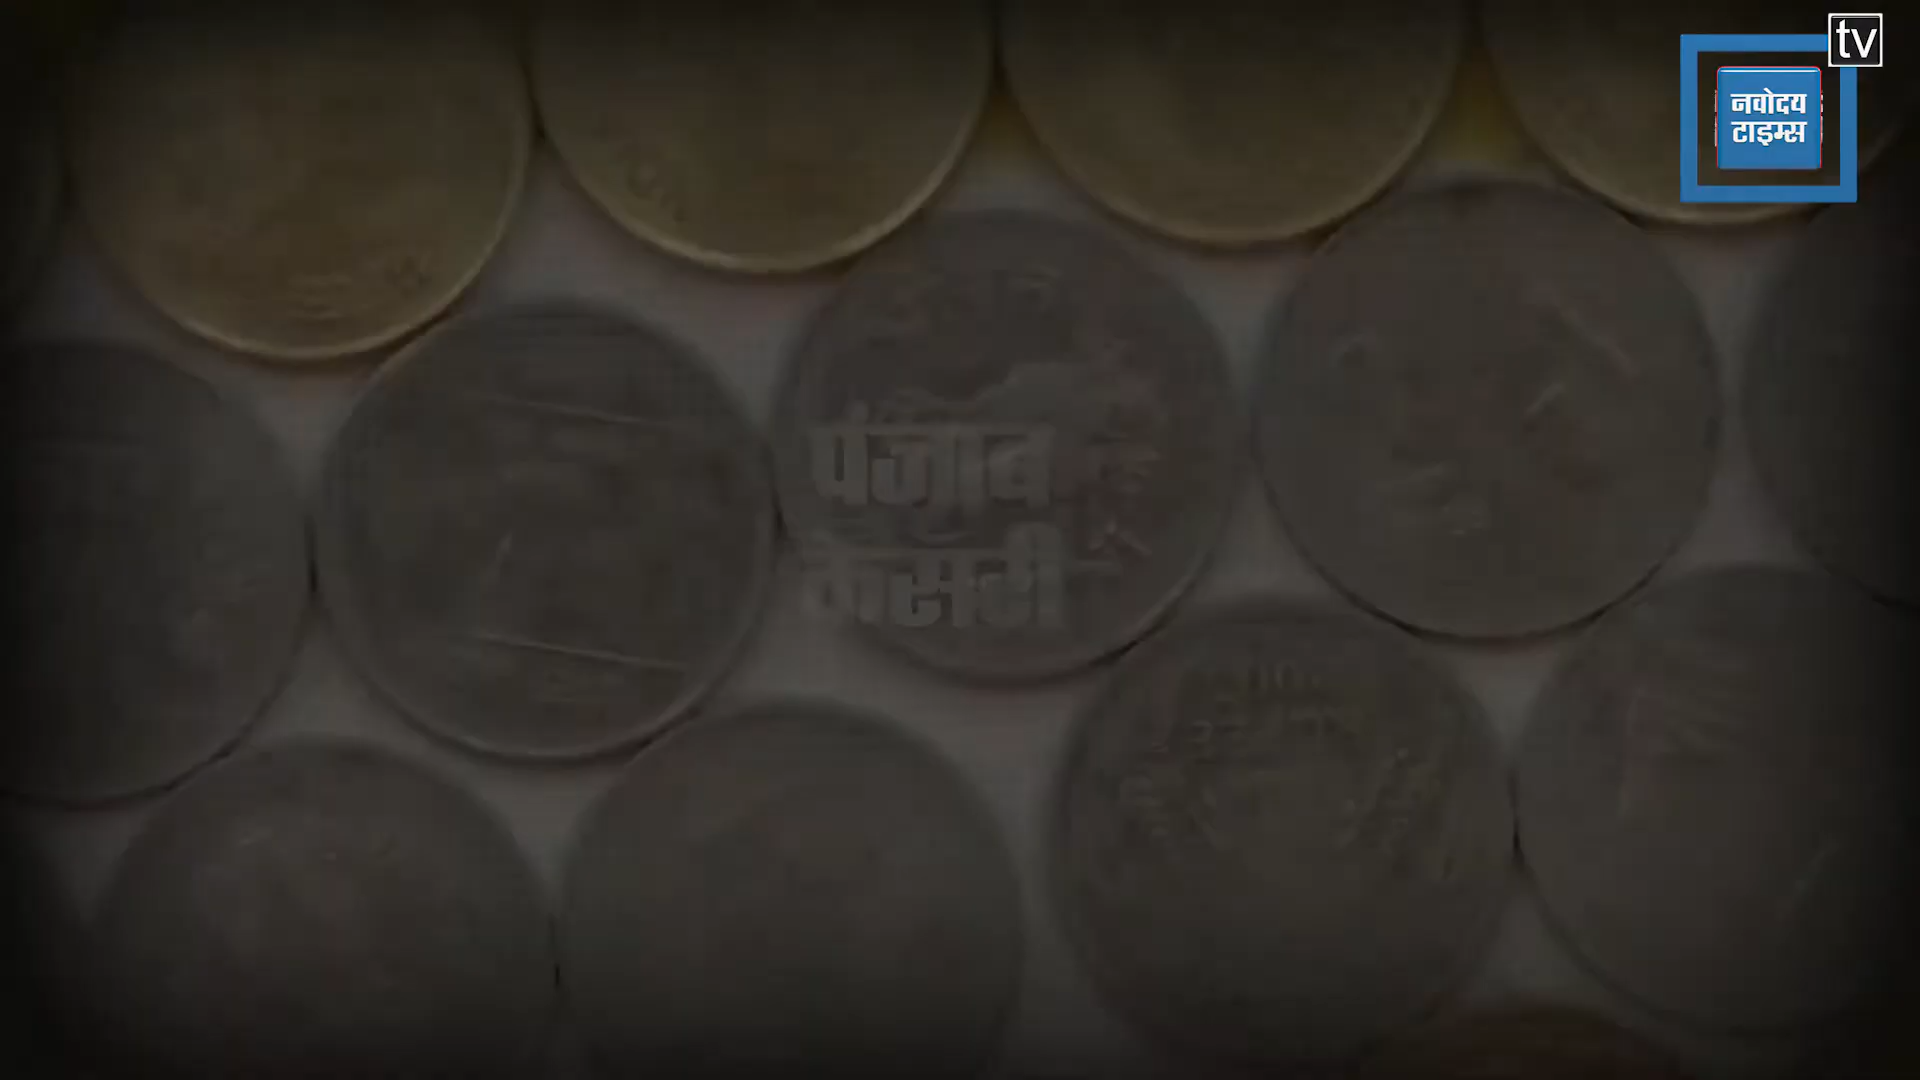 tv
नवोदय
टाइम्स
पंजाब
केसरी